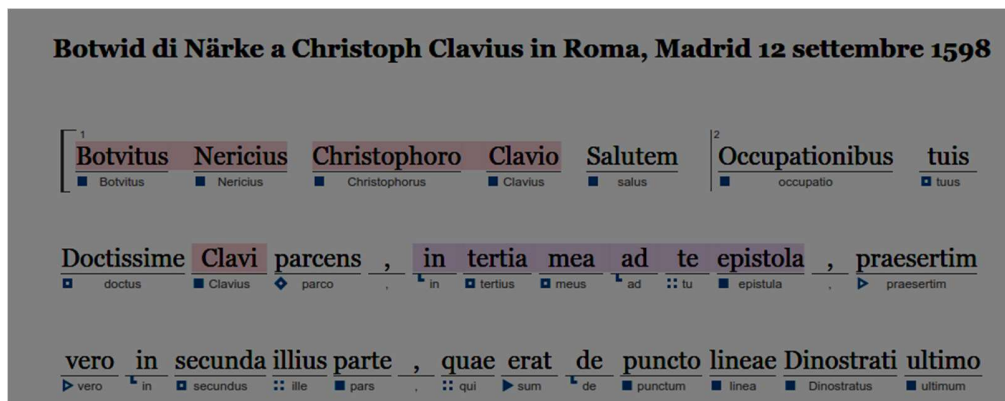 Botwid di Närke a Christoph Clavius in Roma, Madrid 12 settembre 1598
1 2
Botvitus Nericius Christophoro Clavio Salutem Occupationibus tuis
Botvitus Nericius Christophorus Clavius salus occupatio tuus
Doctissime Clavi parcens , in tertia mea ad te epistola , praesertim
doctus Clavius parco , in tertius meus ad tu epistula , praesertim
vero in secunda illius parte , quae erat de puncto lineae Dinostrati ultimo
vero in secundus ille pars , qui sum de punctum linea Dinostratus ultimum